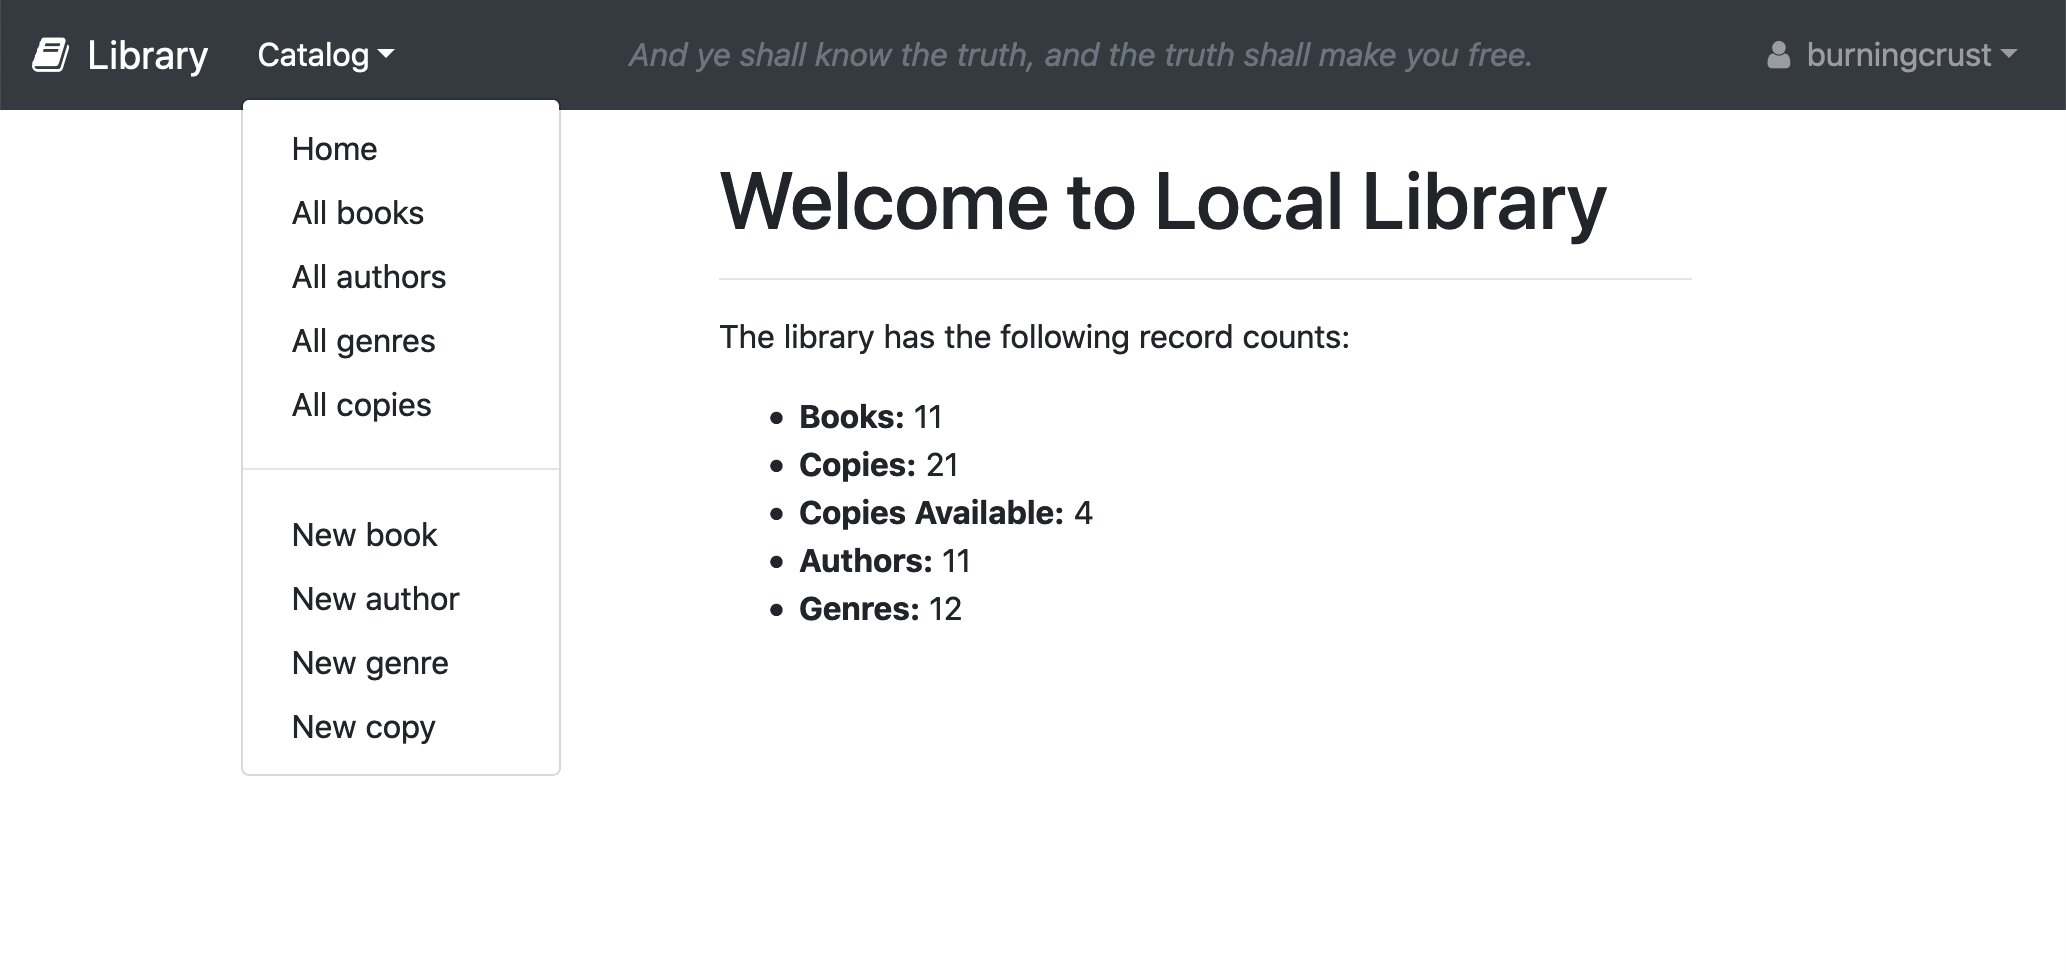 Library
Catalog
And ye shall know the truth, and the truth shall make you free.
burningcrust
Home
All books
All authors
All genres
All copies
New book
New author
New genre
New copy
Welcome to Local Library
The library has the following record counts:
Books: 11
Copies: 21
Copies Available: 4
Authors: 11
Genres: 12